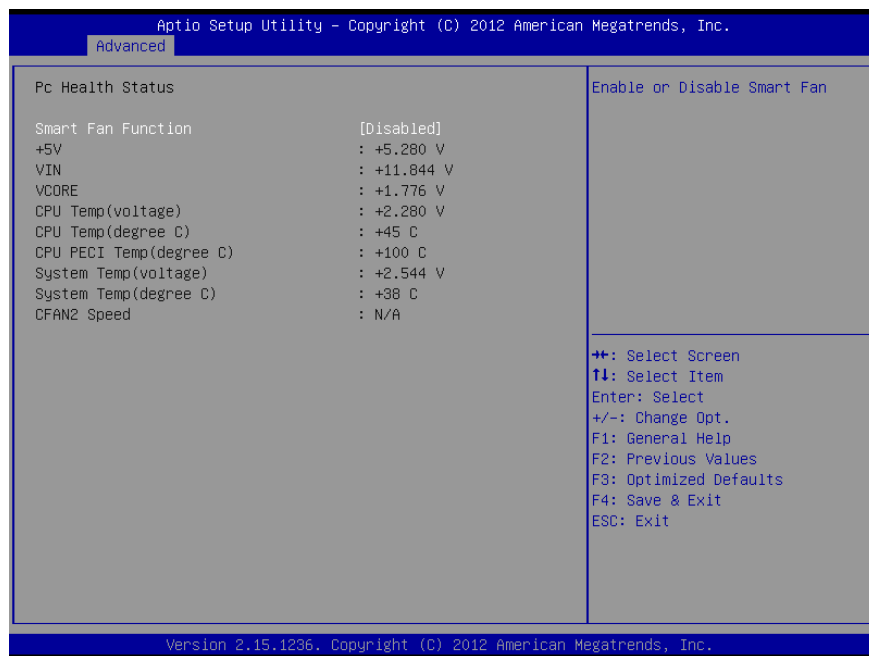 Aptio Setup Utility – Copyright (C) 2012 American Megatrends, Inc.
Advanced
Pc Health Status
Smart Fan Function [Disabled]
+5V : +5.280 V
VIN : +11.844 V
VCORE : +1.776 V
CPU Temp(voltage) : +2.280 V
CPU Temp(degree C) : +45 C
CPU PECI Temp(degree C) : +100 C
System Temp(voltage) : +2.544 V
System Temp(degree C) : +38 C
CFAN2 Speed : N/A
Enable or Disable Smart Fan
→←: Select Screen
↑↓: Select Item
Enter: Select
+/-: Change Opt.
F1: General Help
F2: Previous Values
F3: Optimized Defaults
F4: Save & Exit
ESC: Exit
Version 2.15.1236. Copyright (C) 2012 American Megatrends, Inc.